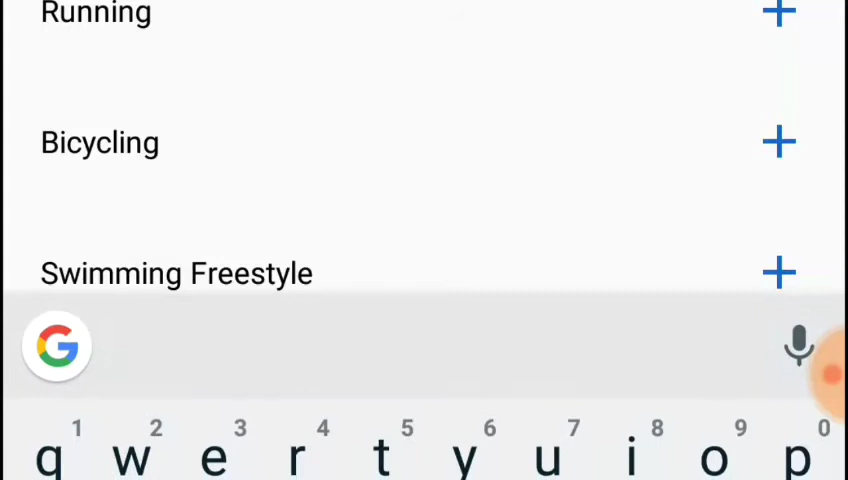 Running
Bicycling
Swimming Freestyle
G
1 2 3 4 5 6 7 8 9 0
q w e r t y u i o p